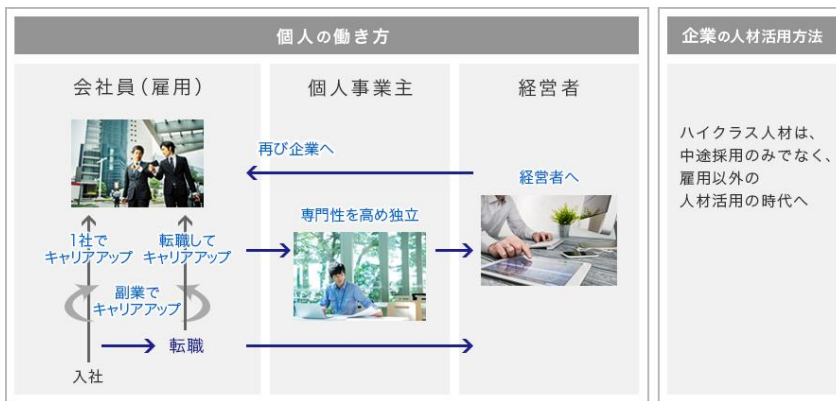 個人の働き方
会社員(雇用)
個人事業主
経営者
再び企業へ
経営者へ
専門性を高め独立
1社で
キャリアアップ
転職して
キャリアアップ
副業で
キャリアアップ
転職
入社
企業の人材活用方法
ハイクラス人材は、
中途採用のみでなく、
雇用以外の
人材活用の時代へ